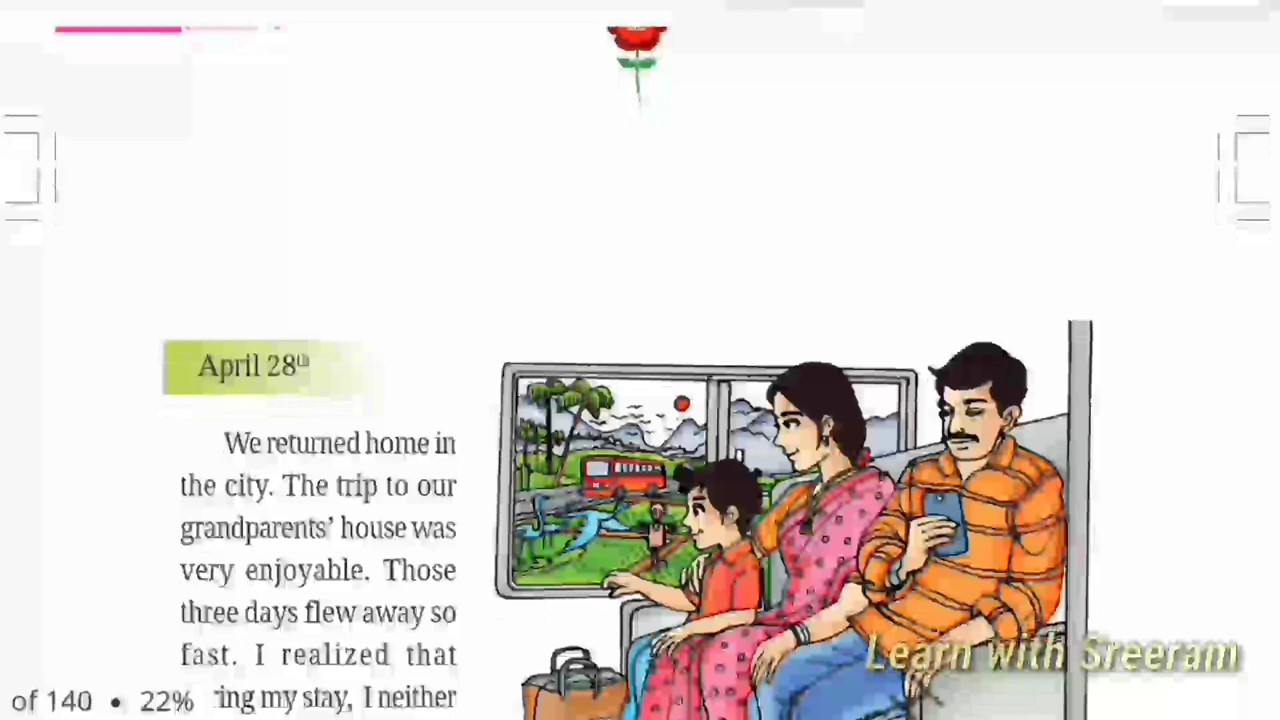 April 28th
We returned home in
the city. The trip to our
grandparents' house was
very enjoyable. Those
three days flew away so
fast. I realized that
ing my stay, I neither
of 140 • 22%
Learn with Sreeram